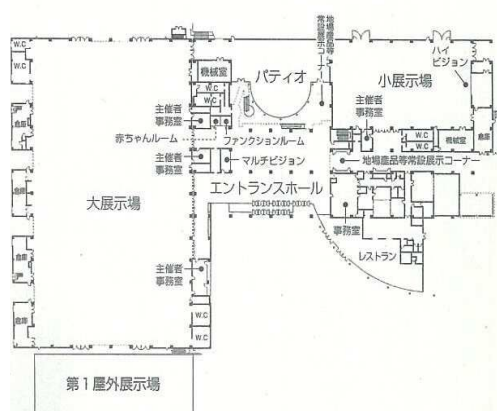 W.C
W.C
機械室
W.C
W.C
パティオ
地場産品等
常設展示コーナー
小展示場
ハイ
ビジョン
倉庫
主催者
事務室
赤ちゃんルーム
ファンクションルーム
主催者
事務室
W.C
W.C
機械室
倉庫
主催者
事務室
マルチビジョン
地場産品等常設展示コーナー
エントランスホール
倉庫
大展示場
事務室
レストラン
倉庫
主催者
事務室
倉庫
W.C
W.C
第1屋外展示場